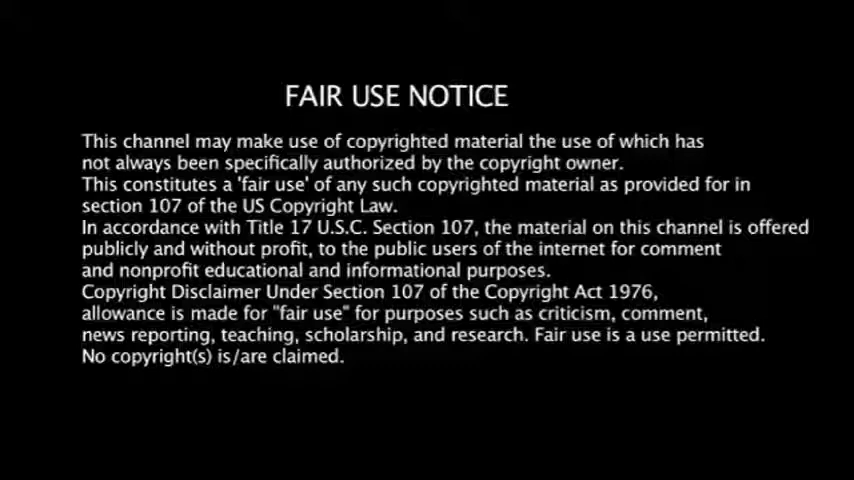 FAIR USE NOTICE
This channel may make use of copyrighted material the use of which has
not always been specifically authorized by the copyright owner.
This constitutes a 'fair use' of any such copyrighted material as provided for in
section 107 of the US Copyright Law.
In accordance with Title 17 U.S.C. Section 107, the material on this channel is offered
publicly and without profit, to the public users of the internet for comment
and nonprofit educational and informational purposes.
Copyright Disclaimer Under Section 107 of the Copyright Act 1976,
allowance is made for "fair use" for purposes such as criticism, comment,
news reporting, teaching, scholarship, and research. Fair use is a use permitted.
No copyright(s) is/are claimed.